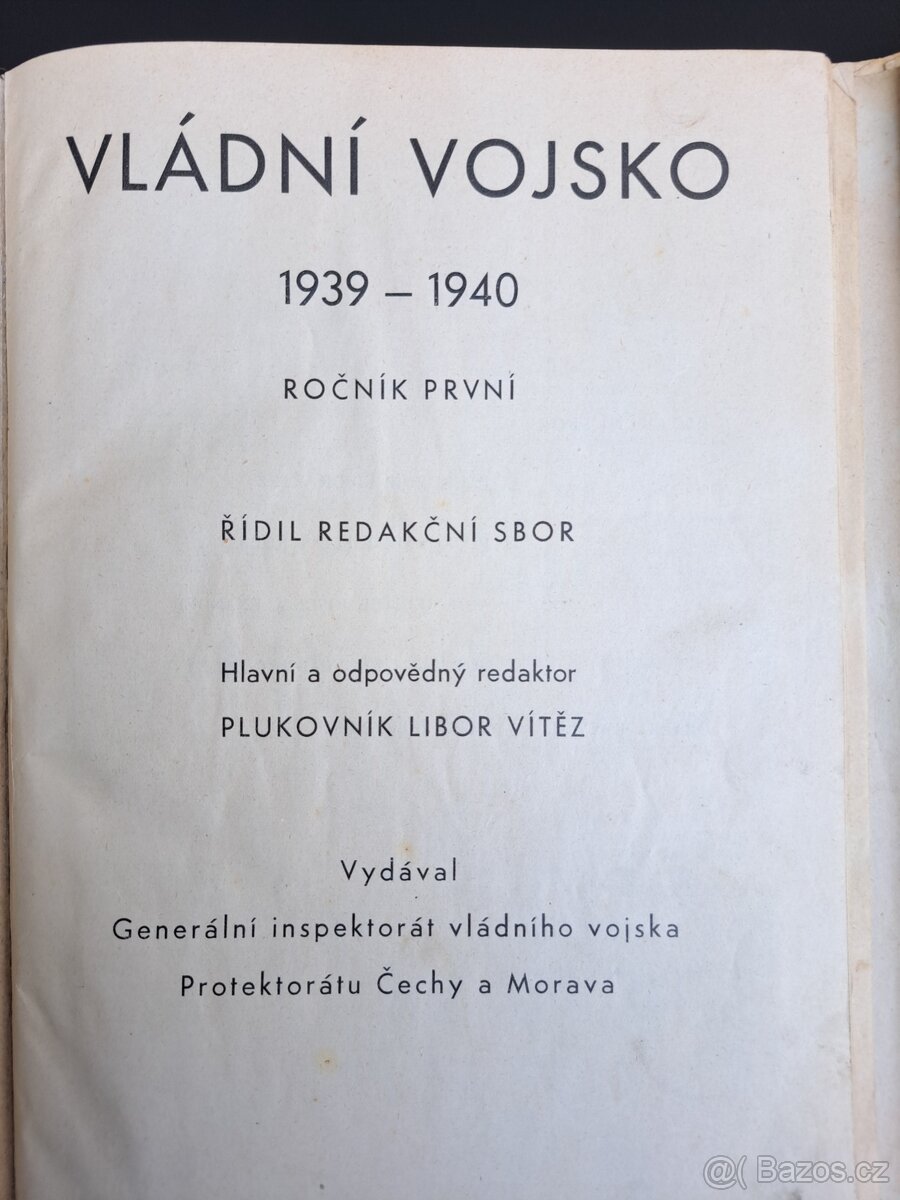 VLÁDNÍ VOJSKO
1939 – 1940
ROČNÍK PRVNÍ
ŘÍDIL REDAKČNÍ SBOR
Hlavní a odpovědný redaktor
PLUKOVNÍK LIBOR VÍTĚZ
Vydával
Generální inspektorát vládního vojska
Protektorátu Čechy a Morava
@( Bazos.cz